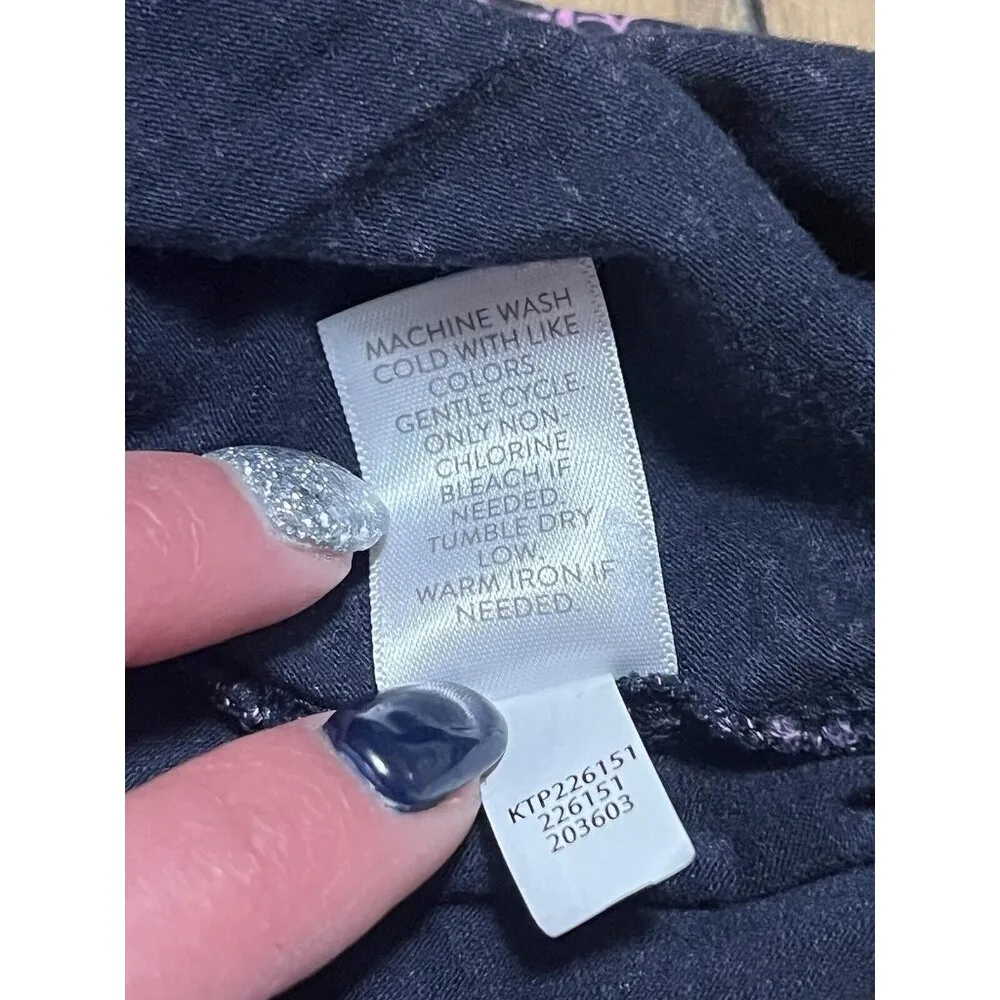 MACHINE WASH
COLD WITH LIKE
COLORS
GENTLE CYCLE.
ONLY NON-
CHLORINE
BLEACH IF
NEEDED.
TUMBLE DRY
LOW.
WARM IRON IF
NEEDED.
KTP226151
226151
203603